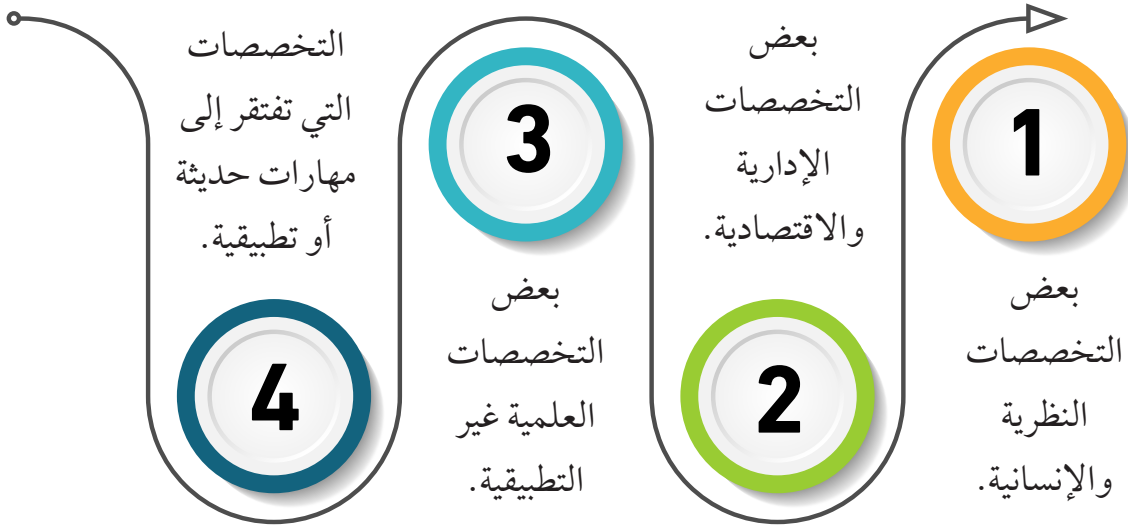 1
بعض
التخصصات
النظرية
والإنسانية.
بعض
التخصصات
الإدارية
والاقتصادية.
2
3
بعض
التخصصات
العلمية غير
التطبيقية.
التخصصات
التي تفتقر إلى
مهارات حديثة
أو تطبيقية.
4